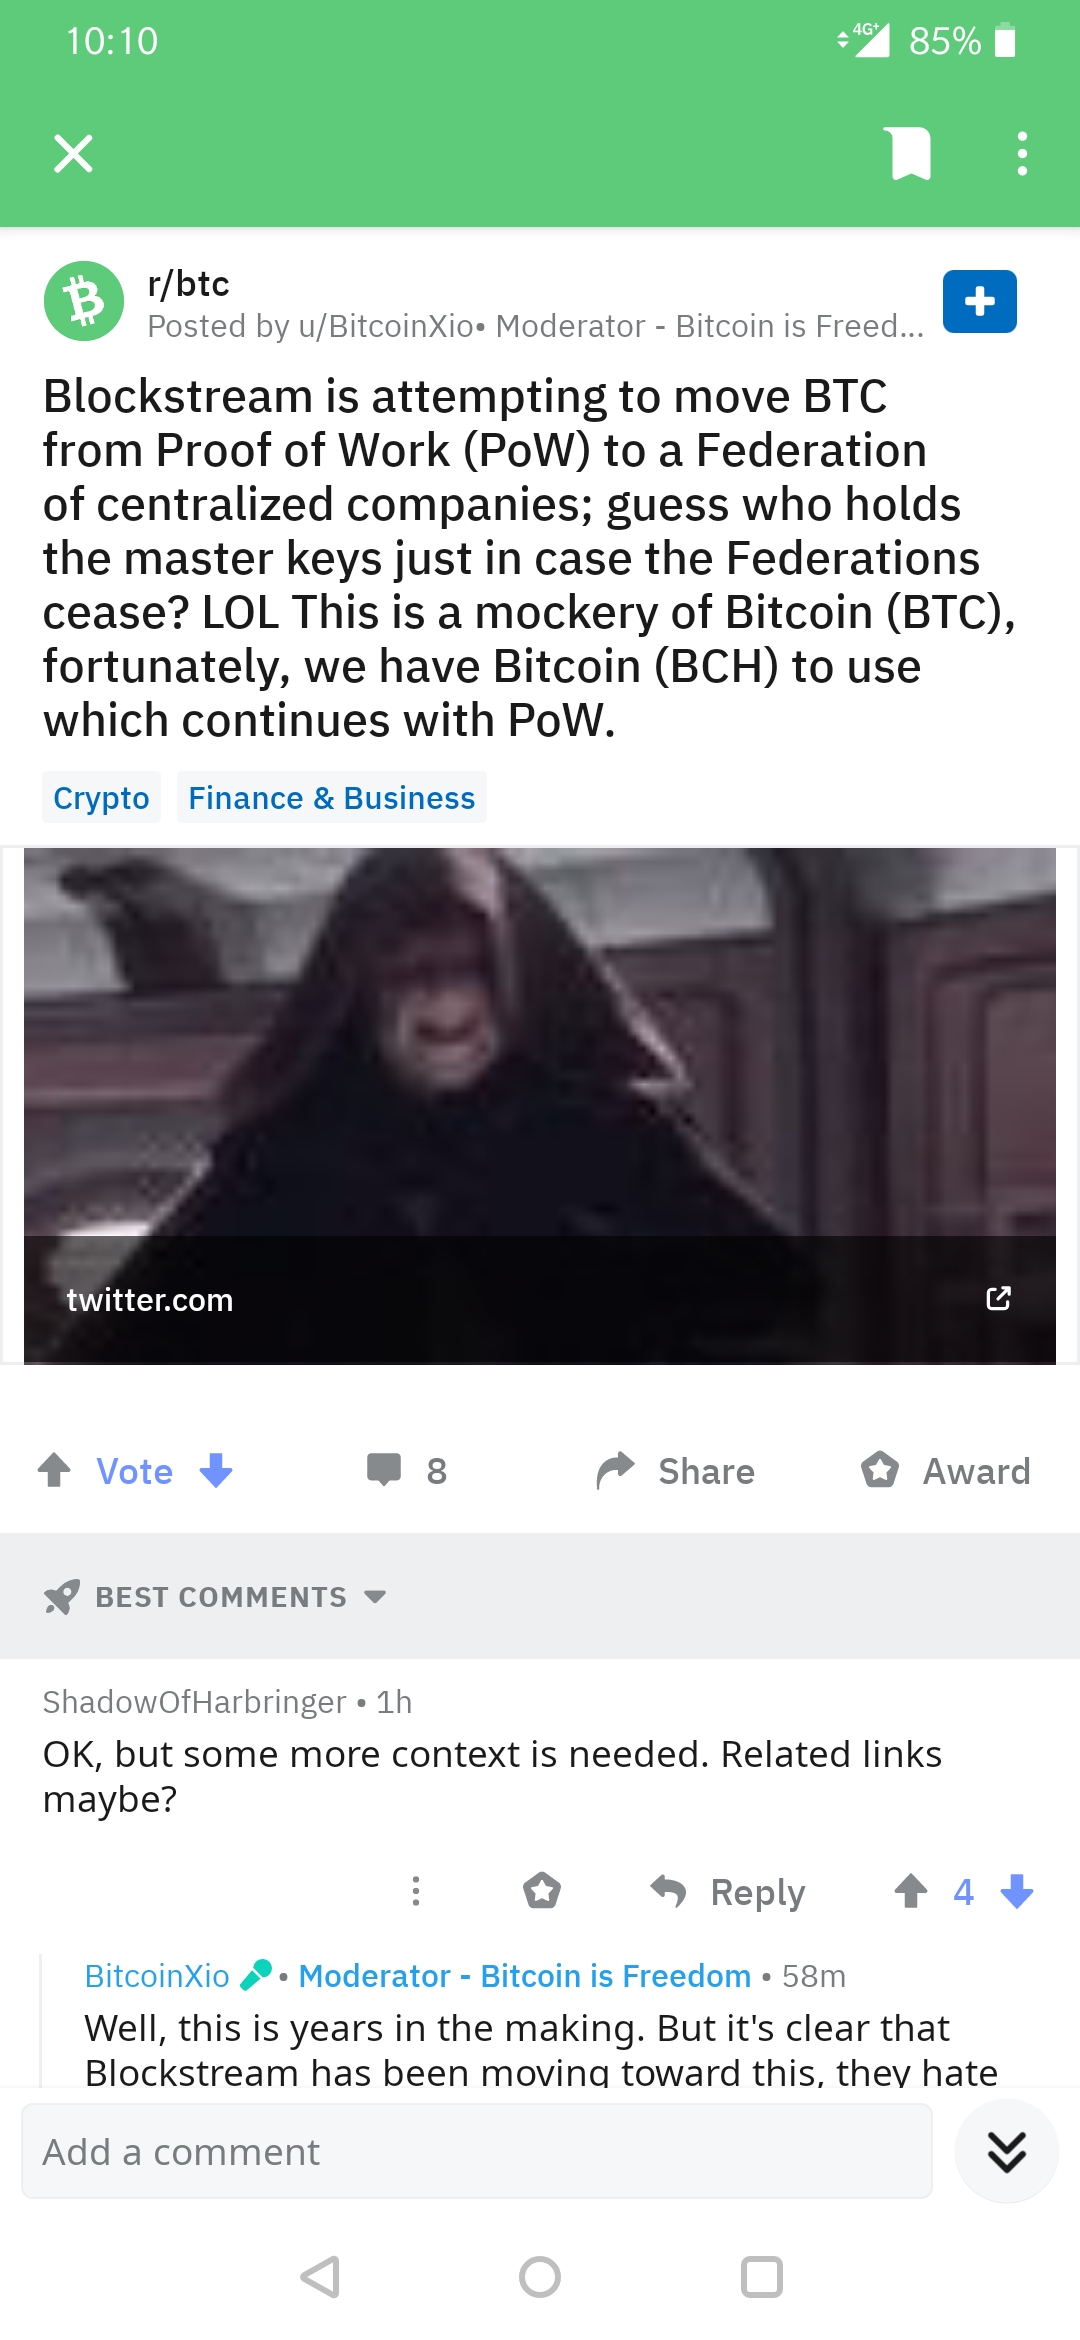 10:10
4G+ 85%
r/btc
Posted by u/BitcoinXio• Moderator - Bitcoin is Freed...
Blockstream is attempting to move BTC
from Proof of Work (PoW) to a Federation
of centralized companies; guess who holds
the master keys just in case the Federations
cease? LOL This is a mockery of Bitcoin (BTC),
fortunately, we have Bitcoin (BCH) to use
which continues with PoW.
Crypto Finance & Business
twitter.com
Vote 8 Share Award
BEST COMMENTS
ShadowOfHarbringer • 1h
OK, but some more context is needed. Related links
maybe?
Reply 4
BitcoinXio • Moderator - Bitcoin is Freedom • 58m
Well, this is years in the making. But it's clear that
Blockstream has been moving toward this, they hate
Add a comment